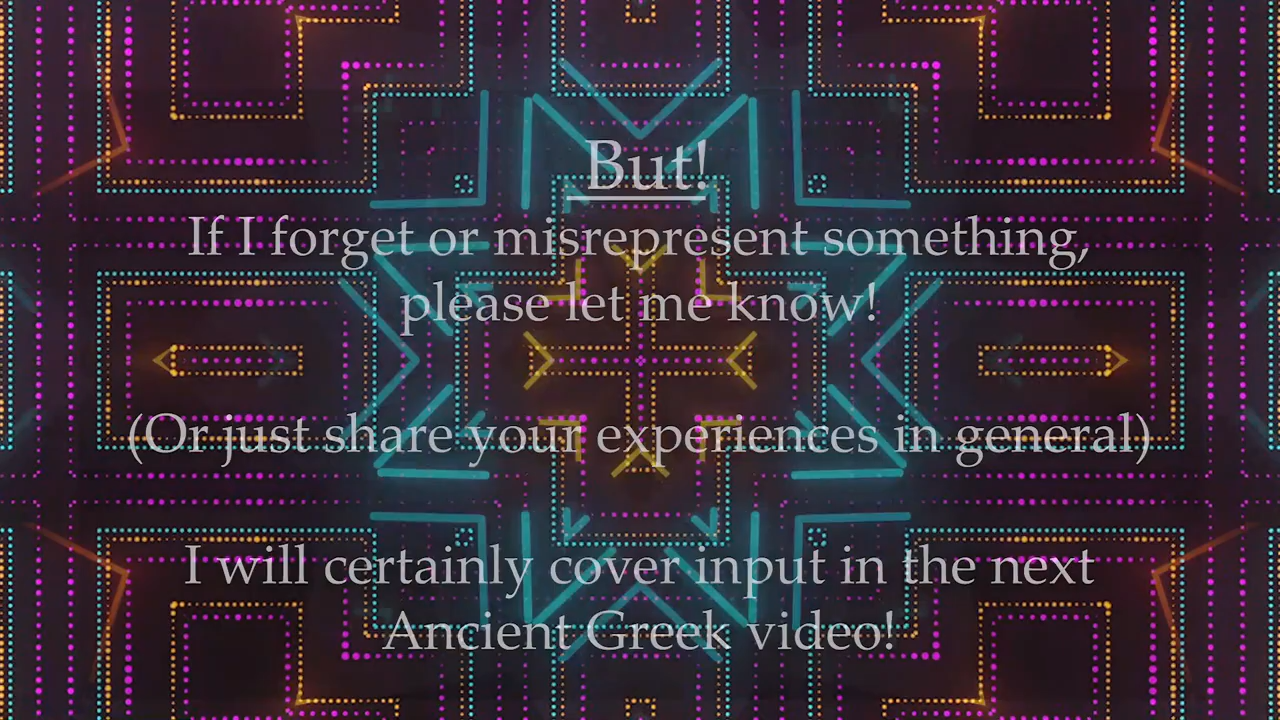 But!
If I forget or misrepresent something,
please let me know!
(Or just share your experiences in general)
I will certainly cover input in the next
Ancient Greek video!